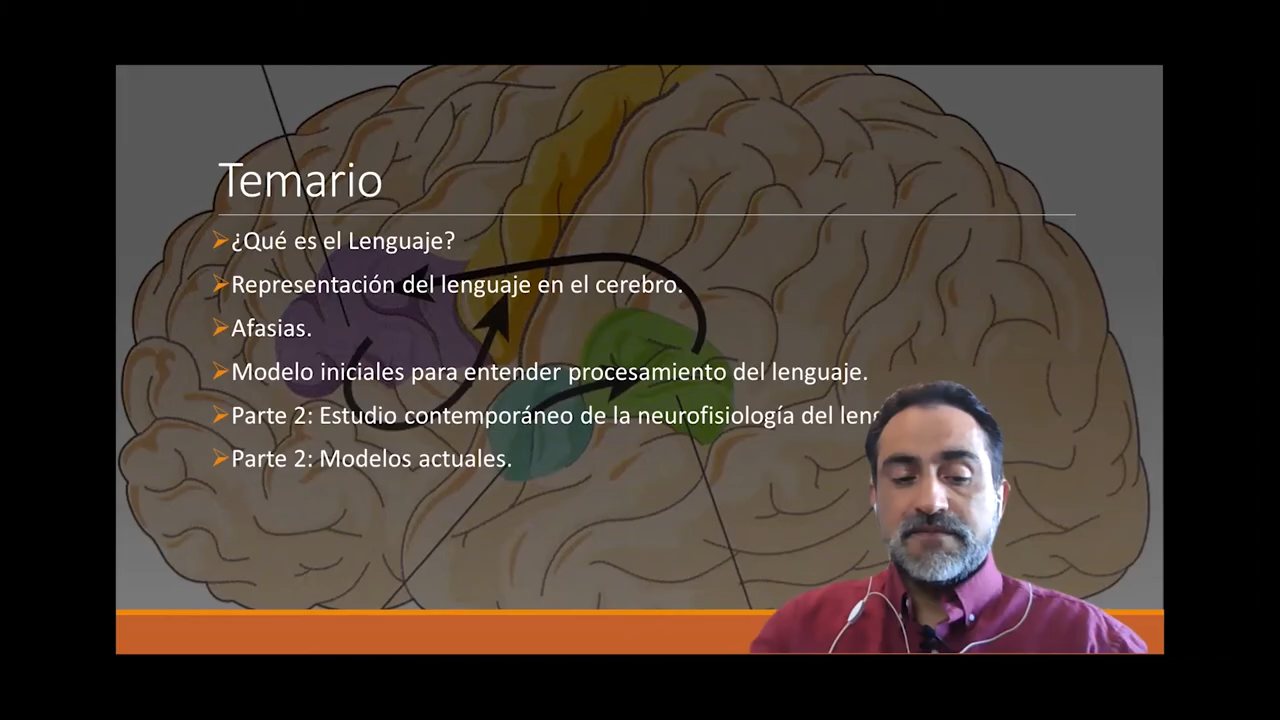 Temario
¿Qué es el Lenguaje?
Representación del lenguaje en el cerebro.
Afasias.
Modelo iniciales para entender procesamiento del lenguaje.
Parte 2: Estudio contemporáneo de la neurofisiología del
Parte 2: Modelos actuales.